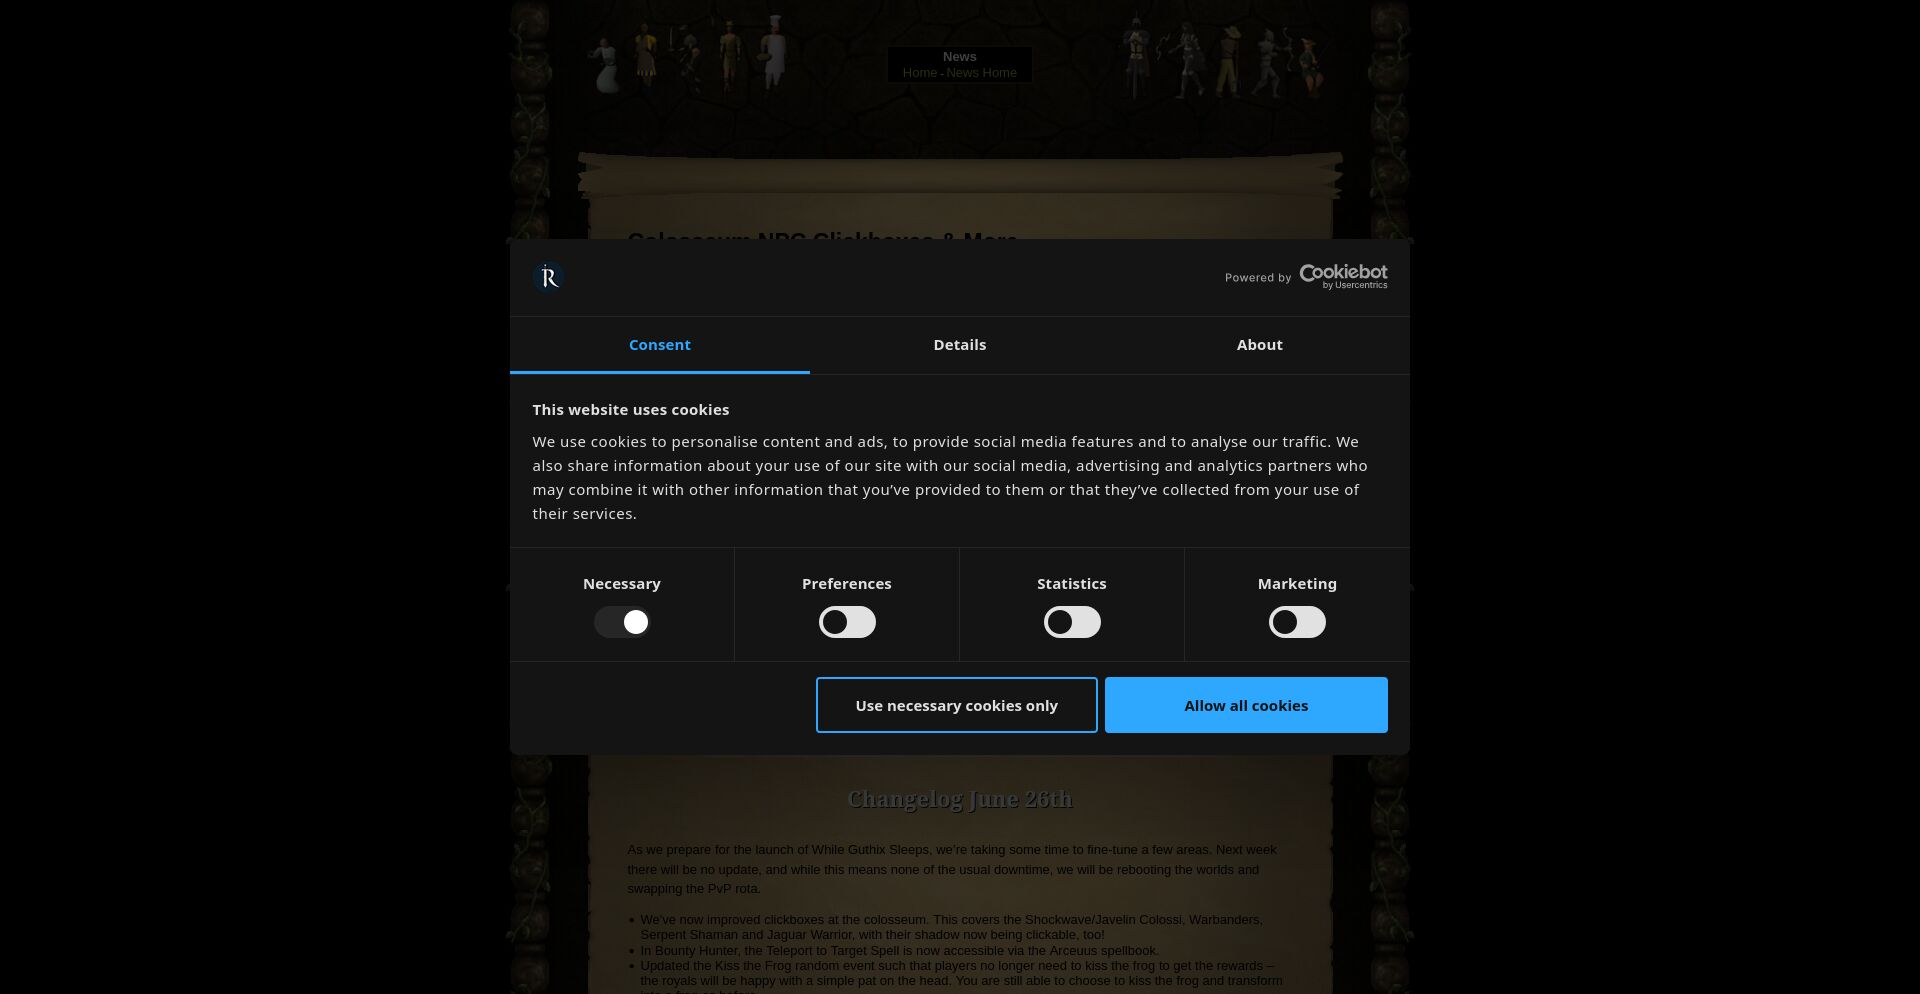 News
Home - News Home
Colosseum NPC Clickboxes & More
Powered by Cookiebot
by Usercentrics
Consent
Details
About
This website uses cookies
We use cookies to personalise content and ads, to provide social media features and to analyse our traffic. We
also share information about your use of our site with our social media, advertising and analytics partners who
may combine it with other information that you’ve provided to them or that they’ve collected from your use of
their services.
Necessary
Preferences
Statistics
Marketing
Use necessary cookies only
Allow all cookies
Changelog June 26th
As we prepare for the launch of While Guthix Sleeps, we're taking some time to fine-tune a few areas. Next week
there will be no update, and while this means none of the usual downtime, we will be rebooting the worlds and
swapping the PvP rota.
• We've now improved clickboxes at the colosseum. This covers the Shockwave/Javelin Colossi, Warbanders,
Serpent Shaman and Jaguar Warrior, with their shadow now being clickable, too!
• In Bounty Hunter, the Teleport to Target Spell is now accessible via the Arceuus spellbook.
• Updated the Kiss the Frog random event such that players no longer need to kiss the frog to get the rewards –
the royals will be happy with a simple pat on the head. You are still able to choose to kiss the frog and transform